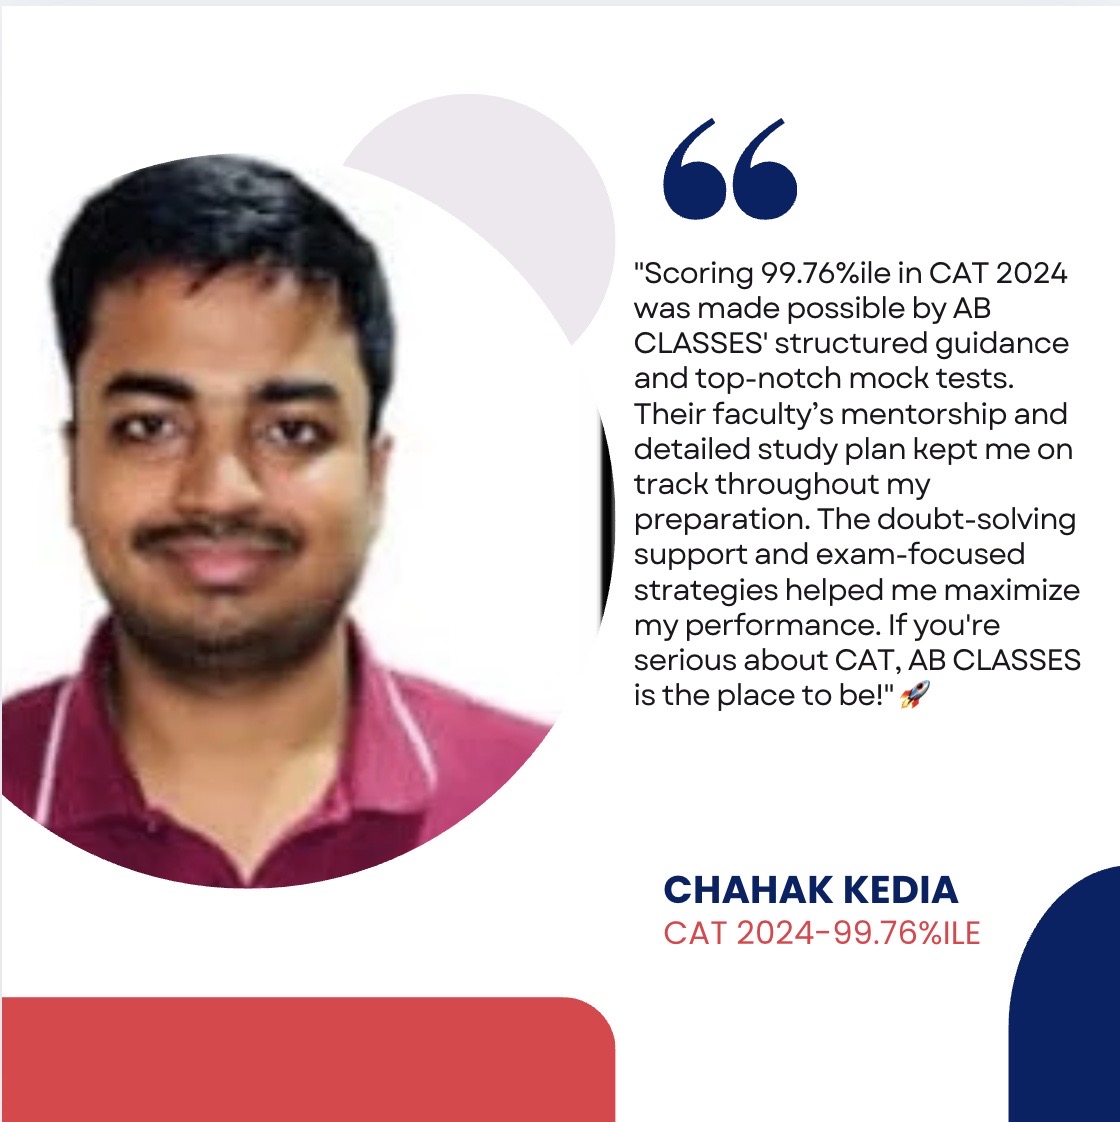 "Scoring 99.76%ile in CAT 2024
was made possible by AB
CLASSES' structured guidance
and top-notch mock tests.
Their faculty’s mentorship and
detailed study plan kept me on
track throughout my
preparation. The doubt-solving
support and exam-focused
strategies helped me maximize
my performance. If you're
serious about CAT, AB CLASSES
is the place to be!" 🚀
CHAHAK KEDIA
CAT 2024-99.76%ILE